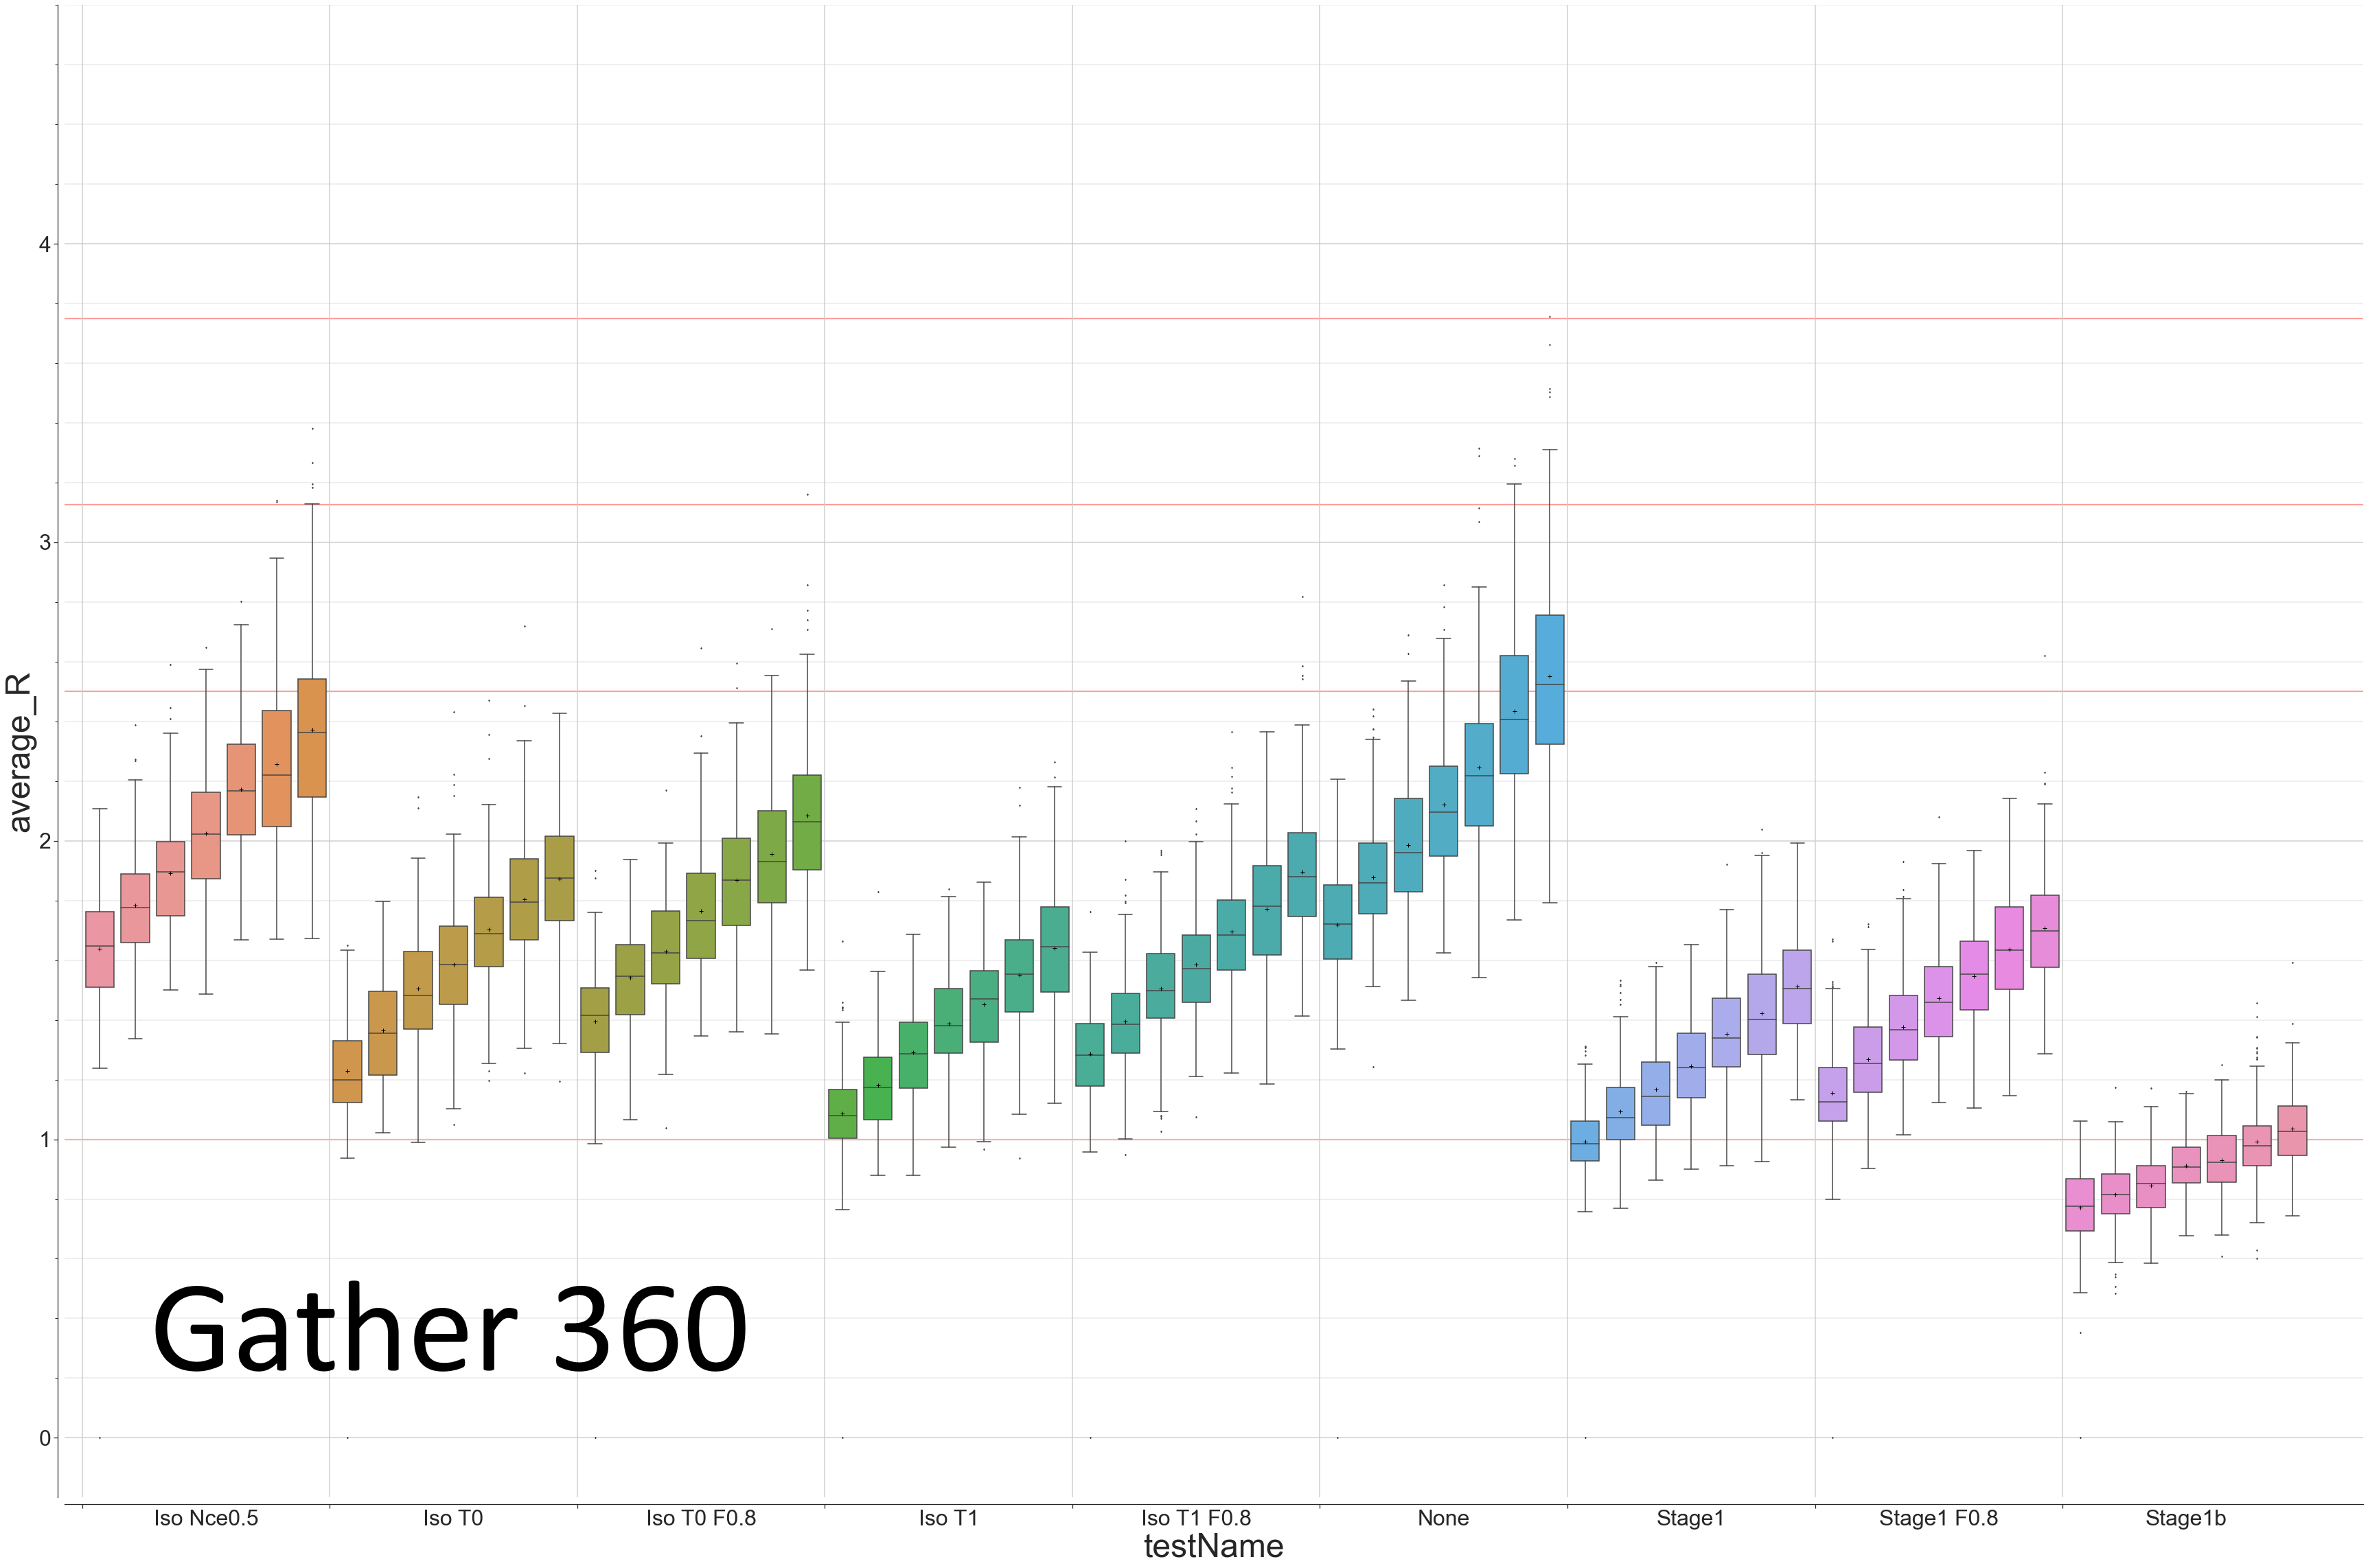 4
3
2
1
0
average_R
Gather 360
Iso Nce0.5 Iso T0 Iso T0 F0.8 Iso T1 Iso T1 F0.8 None Stage1 Stage1 F0.8 Stage1b
testName